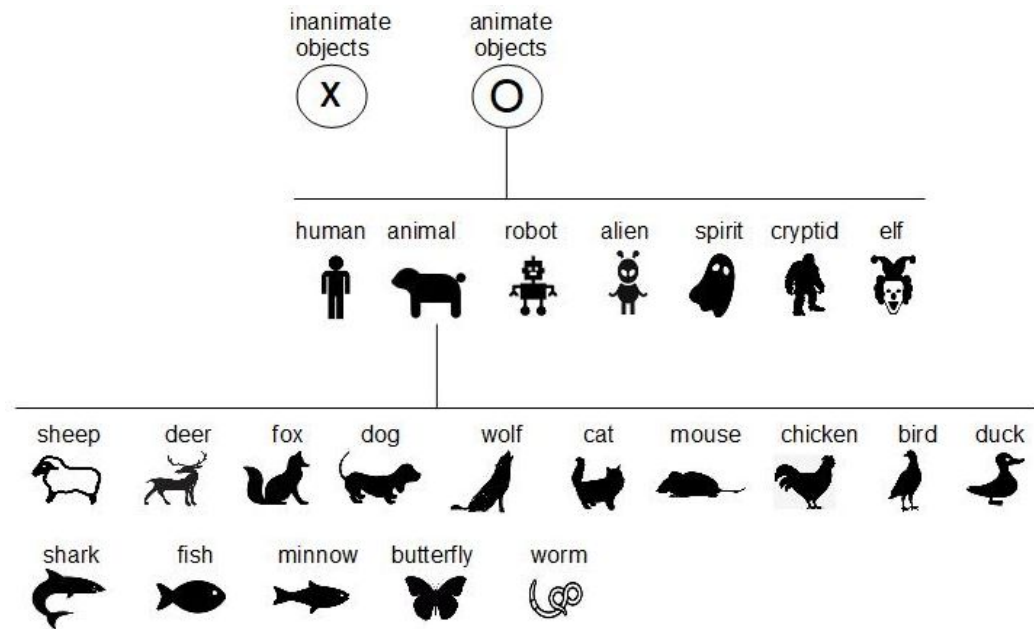 inanimate objects
animate objects
X
O
human animal robot alien spirit cryptid elf
sheep deer fox dog wolf cat mouse chicken bird duck
shark fish minnow butterfly worm